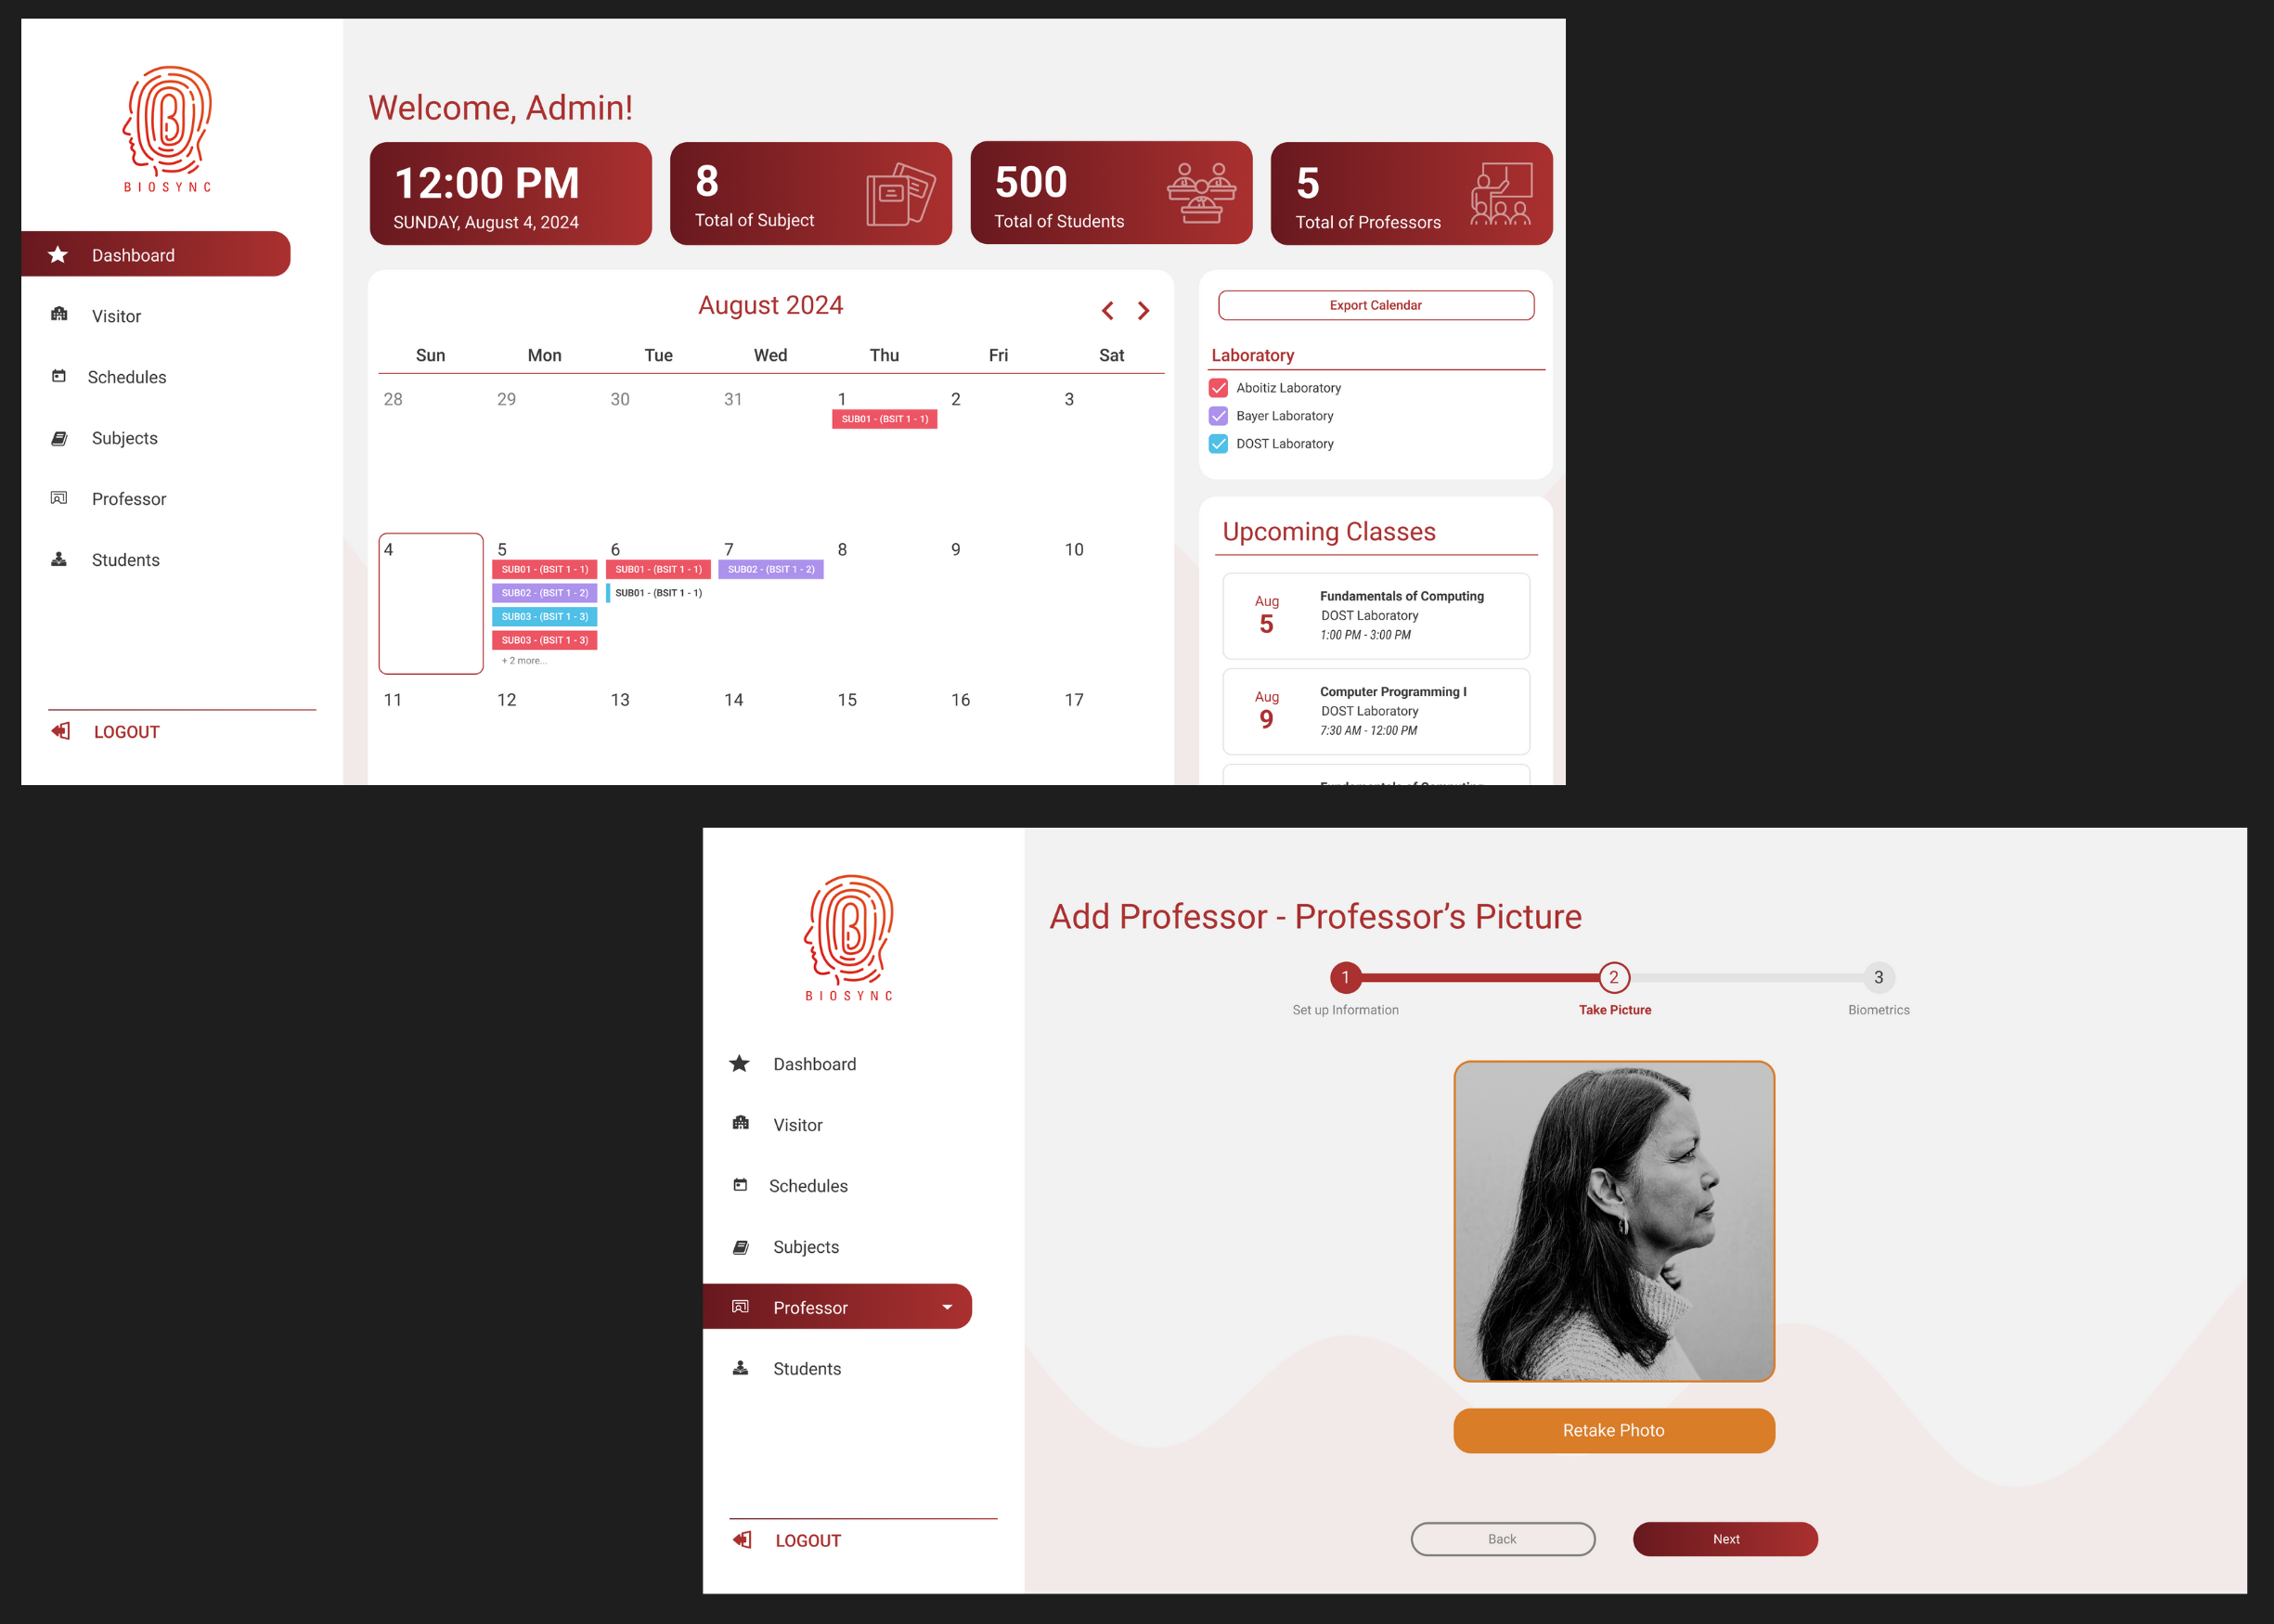 BIOSYNC
Dashboard
Visitor
Schedules
Subjects
Professor
Students
LOGOUT
Welcome, Admin!
12:00 PM
SUNDAY, August 4, 2024
8
Total of Subject
500
Total of Students
5
Total of Professors
August 2024
Sun Mon Tue Wed Thu Fri Sat
28 29 30 31 1 2 3
SUB01 - (BSIT 1 - 1)
4 5 6 7 8 9 10
SUB01 - (BSIT 1 - 1) SUB01 - (BSIT 1 - 1) SUB02 - (BSIT 1 - 2)
SUB02 - (BSIT 1 - 2) SUB01 - (BSIT 1 - 1)
SUB03 - (BSIT 1 - 3)
SUB03 - (BSIT 1 - 3)
+ 2 more...
11 12 13 14 15 16 17
Export Calendar
Laboratory
Aboitiz Laboratory
Bayer Laboratory
DOST Laboratory
Upcoming Classes
Aug
5
Fundamentals of Computing
DOST Laboratory
1:00 PM - 3:00 PM
Aug
9
Computer Programming I
DOST Laboratory
7:30 AM - 12:00 PM
BIOSYNC
Dashboard
Visitor
Schedules
Subjects
Professor
Students
LOGOUT
Add Professor - Professor’s Picture
1 2 3
Set up Information Take Picture Biometrics
Retake Photo
Back Next